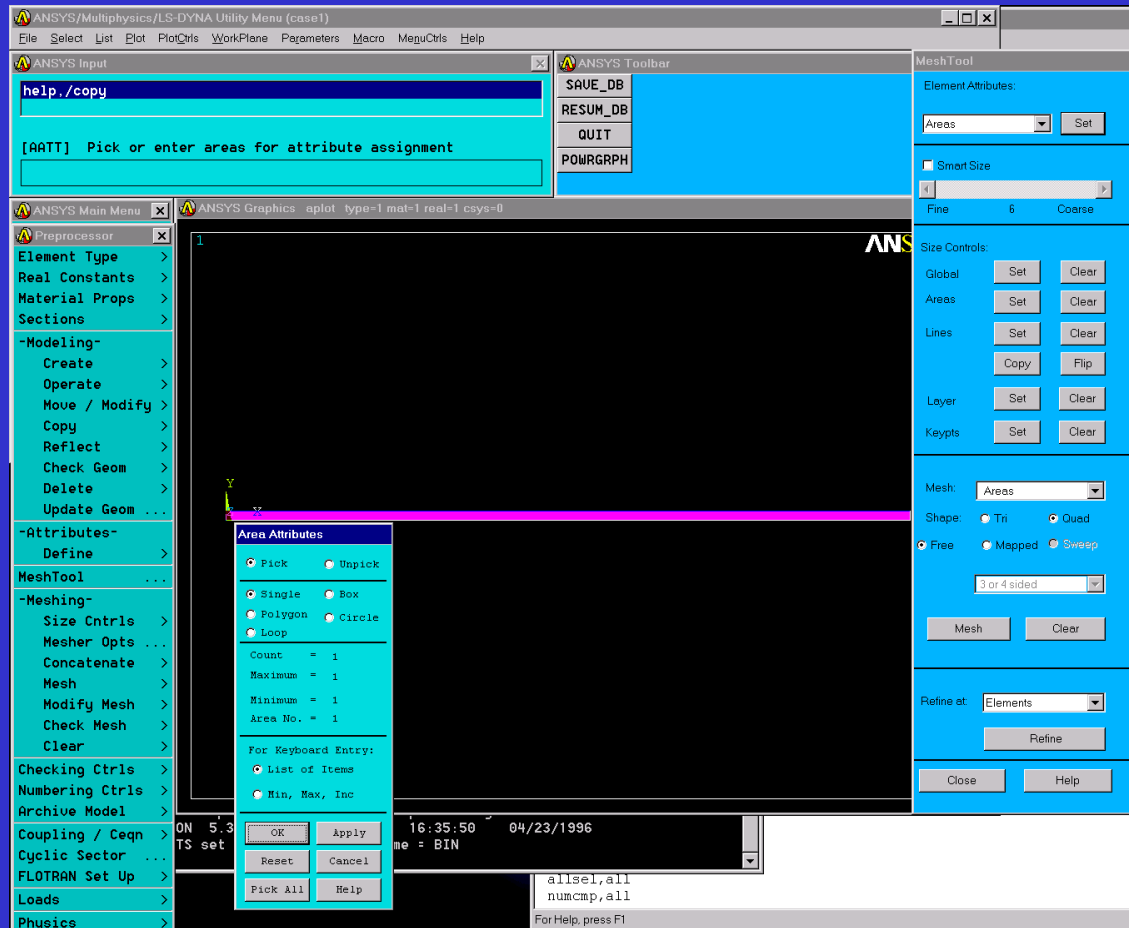 ANSYS/Multiphysics/LS-DYNA Utility Menu (case1)
File Select List Plot PlotCtrls WorkPlane Parameters Macro MenuCtrls Help
ANSYS Input
help,/copy
[AATT] Pick or enter areas for attribute assignment
ANSYS Toolbar
SAVE_DB
RESUM_DB
QUIT
POWRGRPH
MeshTool
Element Attributes:
Areas Set
Smart Size
Fine 6 Coarse
Size Controls:
Global Set Clear
Areas Set Clear
Lines Set Clear
Copy Flip
Layer Set Clear
Keypts Set Clear
Mesh: Areas
Shape: Tri Quad
Free Mapped Sweep
3 or 4 sided
Mesh Clear
Refine at: Elements
Refine
Close Help
ANSYS Main Menu
Preprocessor
Element Type >
Real Constants >
Material Props >
Sections >
-Modeling-
Create >
Operate >
Move / Modify >
Copy >
Reflect >
Check Geom >
Delete >
Update Geom ...
-Attributes-
Define >
MeshTool ...
-Meshing-
Size Cntrls >
Mesher Opts ...
Concatenate >
Mesh >
Modify Mesh >
Check Mesh >
Clear >
Checking Ctrls >
Numbering Ctrls >
Archive Model >
Coupling / Ceqn >
Cyclic Sector ...
FLOTRAN Set Up >
Loads >
Physics >
ANSYS Graphics aplot type=1 mat=1 real=1 csys=0
1
ANS
Y
X
Area Attributes
Pick Unpick
Single Box
Polygon Circle
Loop
Count = 1
Maximum = 1
Minimum = 1
Area No. = 1
For Keyboard Entry:
List of Items
Min, Max, Inc
OK Apply
Reset Cancel
Pick All Help
ON 5.3 16:35:50 04/23/1996
TS set me = BIN
allsel,all
numcmp,all
For Help, press F1